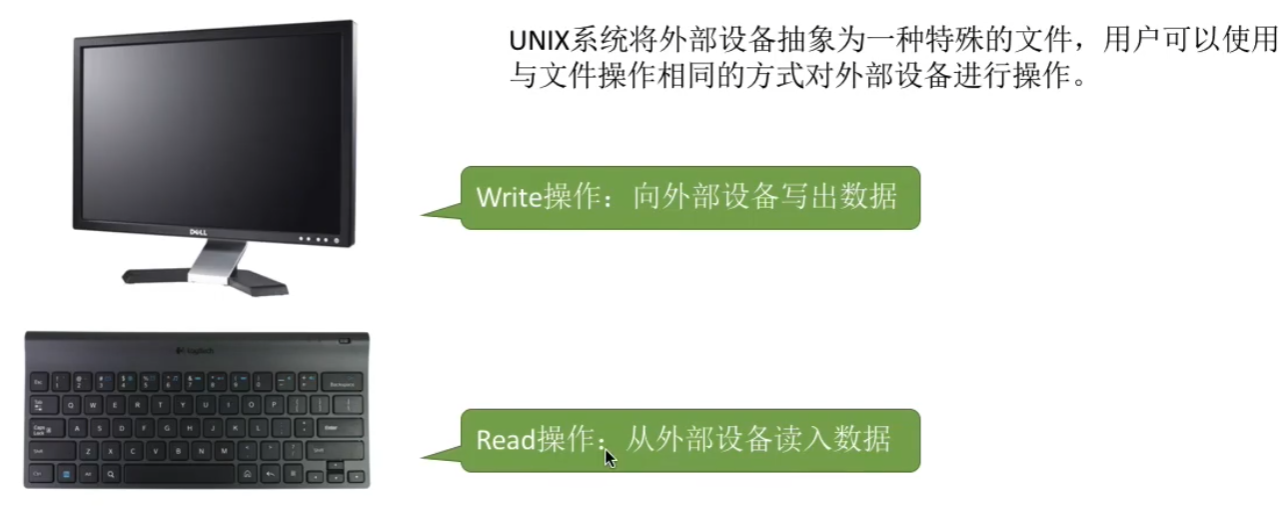 UNIX系统将外部设备抽象为一种特殊的文件，用户可以使用
与文件操作相同的方式对外部设备进行操作。
DELL
Write操作：向外部设备写出数据
Logitech
Q W E R T Y U I O P
A S D F G H J K L
Z X C V B N M
Read操作：从外部设备读入数据